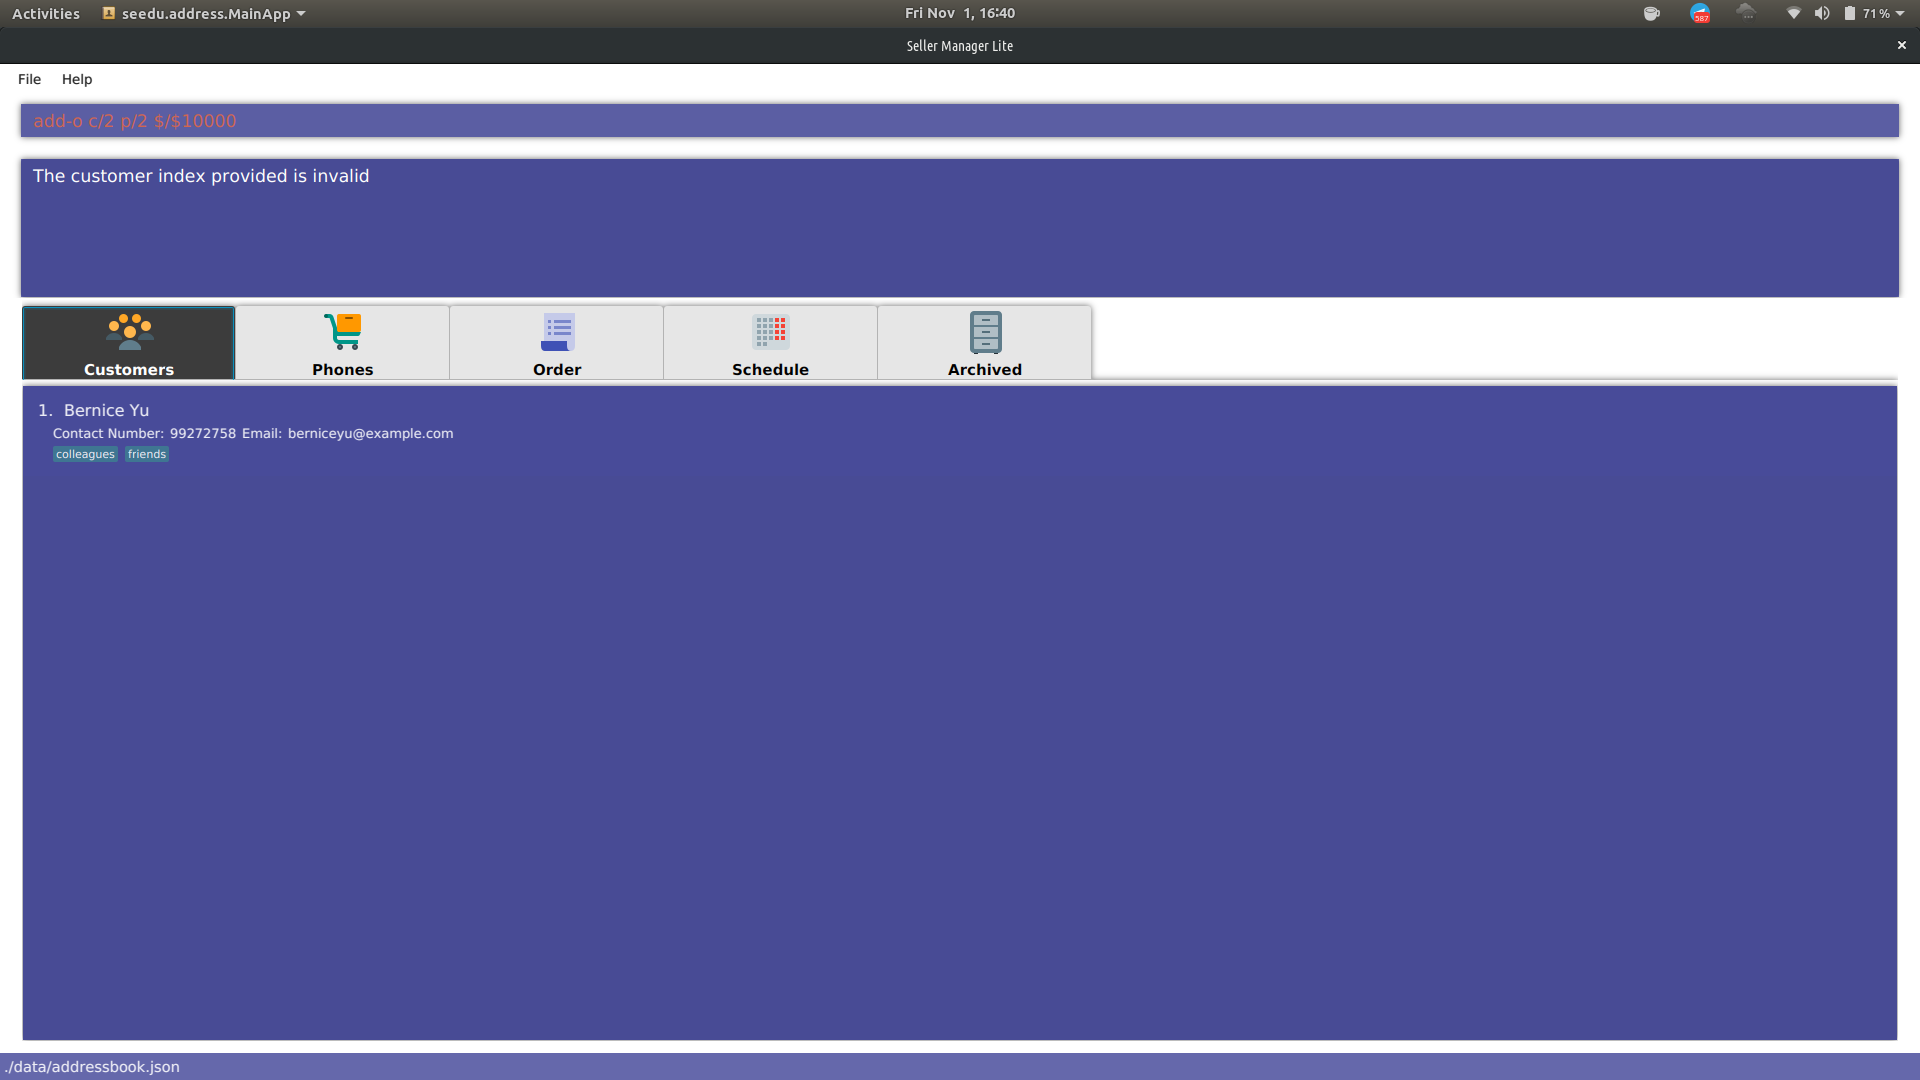 Activities seedu.address.MainApp Fri Nov 1, 16:40 587 71 %
Seller Manager Lite
File Help
add-o c/2 p/2 $/$10000
The customer index provided is invalid
Customers Phones Order Schedule Archived
1. Bernice Yu
Contact Number: 99272758 Email: berniceyu@example.com
colleagues friends
./data/addressbook.json